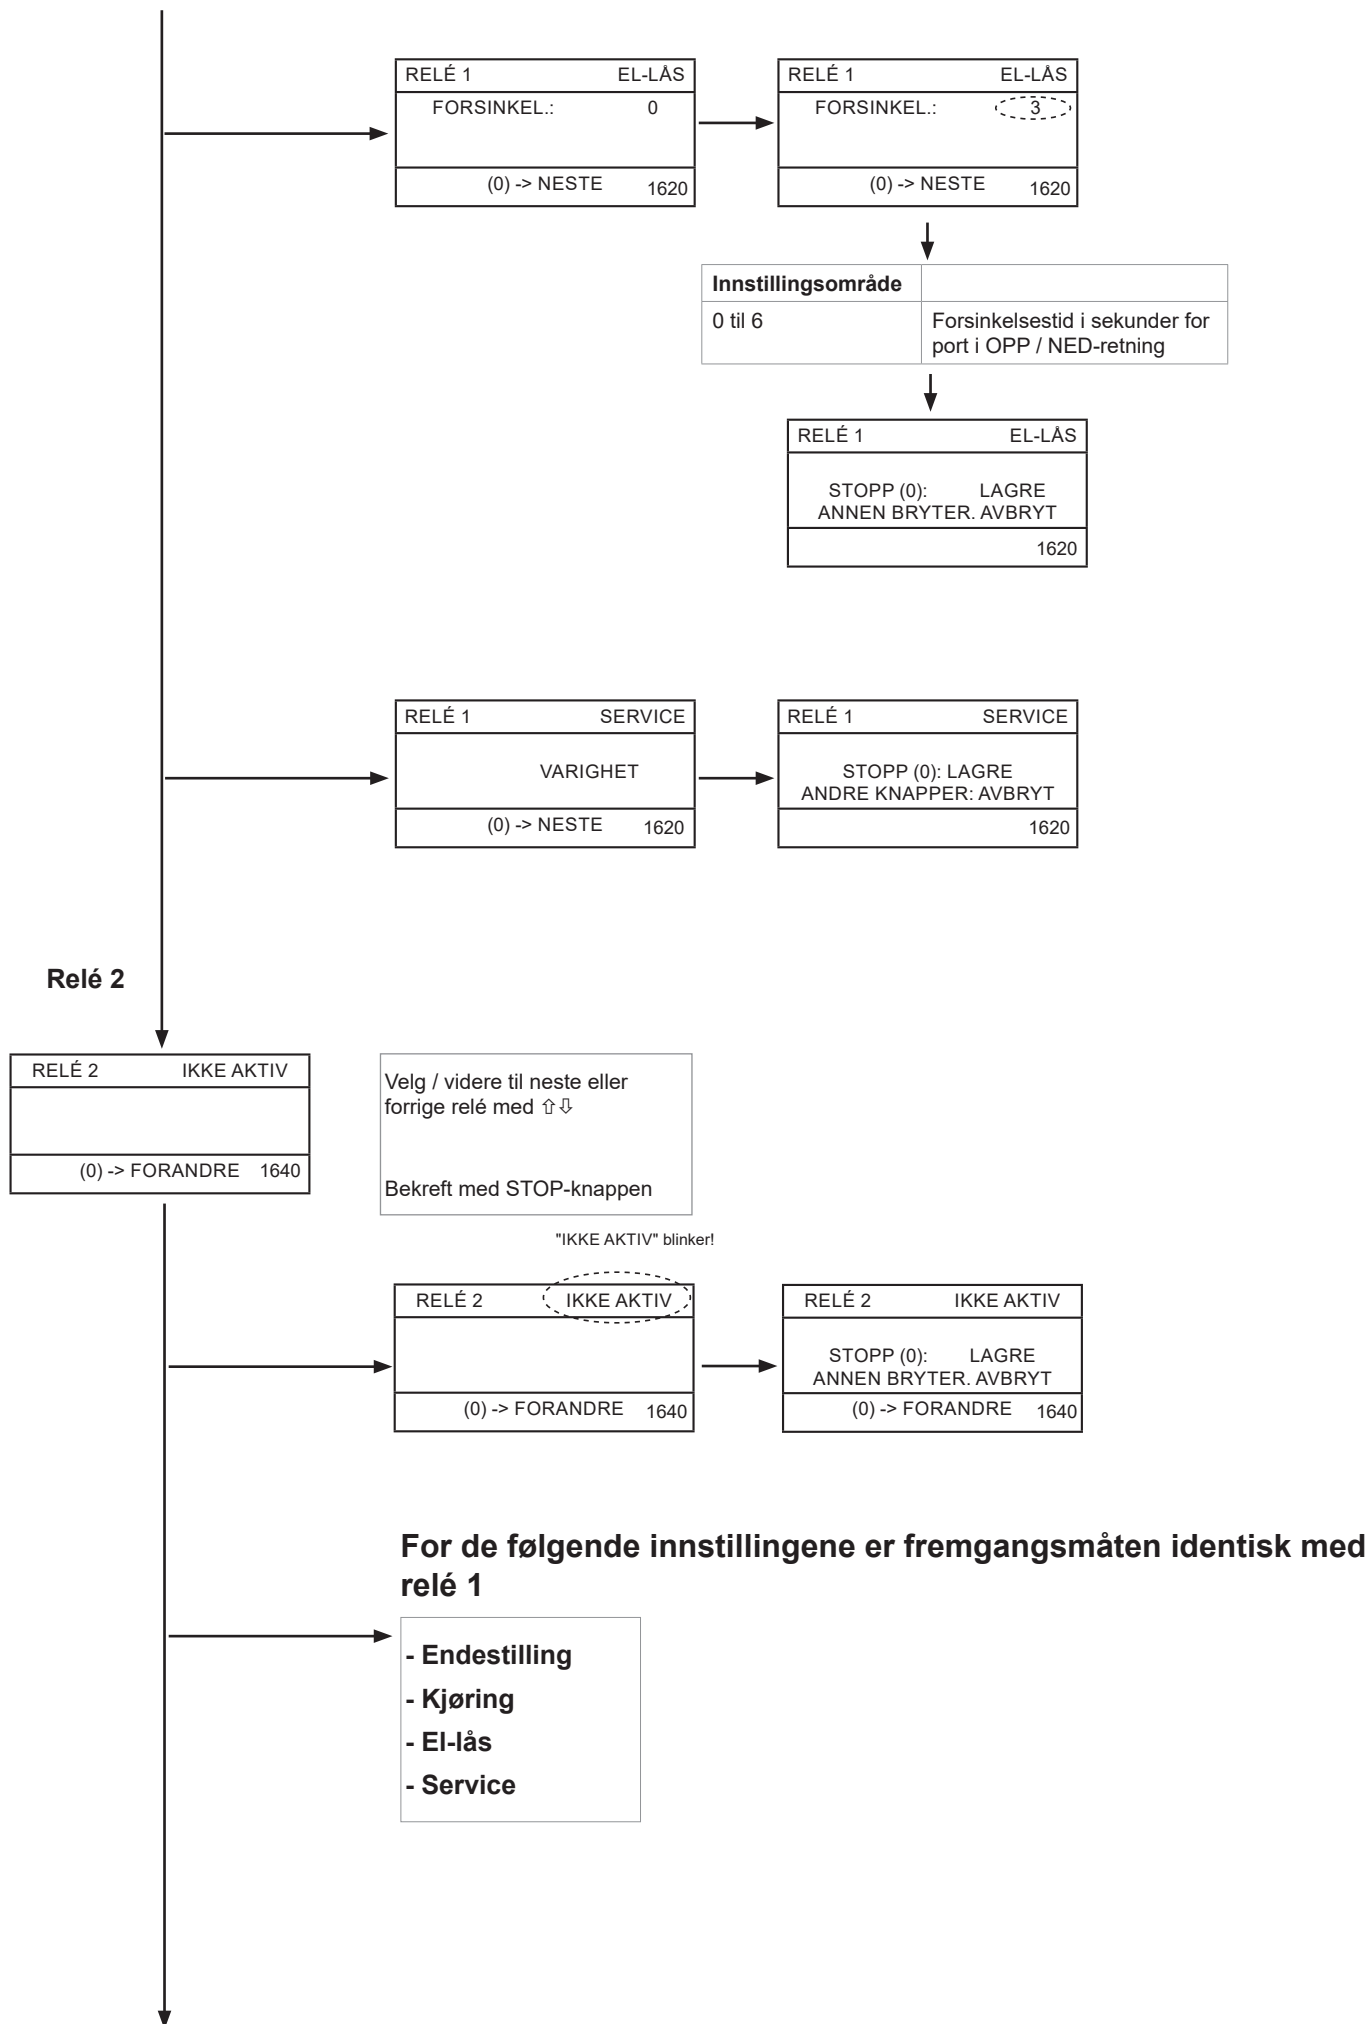 RELÉ 1 EL-LÅS
FORSINKEL.: 0
(0) -> NESTE 1620
RELÉ 1 EL-LÅS
FORSINKEL.: 3
(0) -> NESTE 1620
Innstillingsområde
0 til 6 Forsinkelsestid i sekunder for
port i OPP / NED-retning
RELÉ 1 EL-LÅS
STOPP (0): LAGRE
ANNEN BRYTER. AVBRYT
1620
RELÉ 1 SERVICE
VARIGHET
(0) -> NESTE 1620
RELÉ 1 SERVICE
STOPP (0): LAGRE
ANDRE KNAPPER: AVBRYT
1620
Relé 2
RELÉ 2 IKKE AKTIV
(0) -> FORANDRE 1640
Velg / videre til neste eller
forrige relé med ⇧⇩
Bekreft med STOP-knappen
"IKKE AKTIV" blinker!
RELÉ 2 IKKE AKTIV
(0) -> FORANDRE 1640
RELÉ 2 IKKE AKTIV
STOPP (0): LAGRE
ANNEN BRYTER. AVBRYT
(0) -> FORANDRE 1640
For de følgende innstillingene er fremgangsmåten identisk med
relé 1
- Endestilling
- Kjøring
- El-lås
- Service